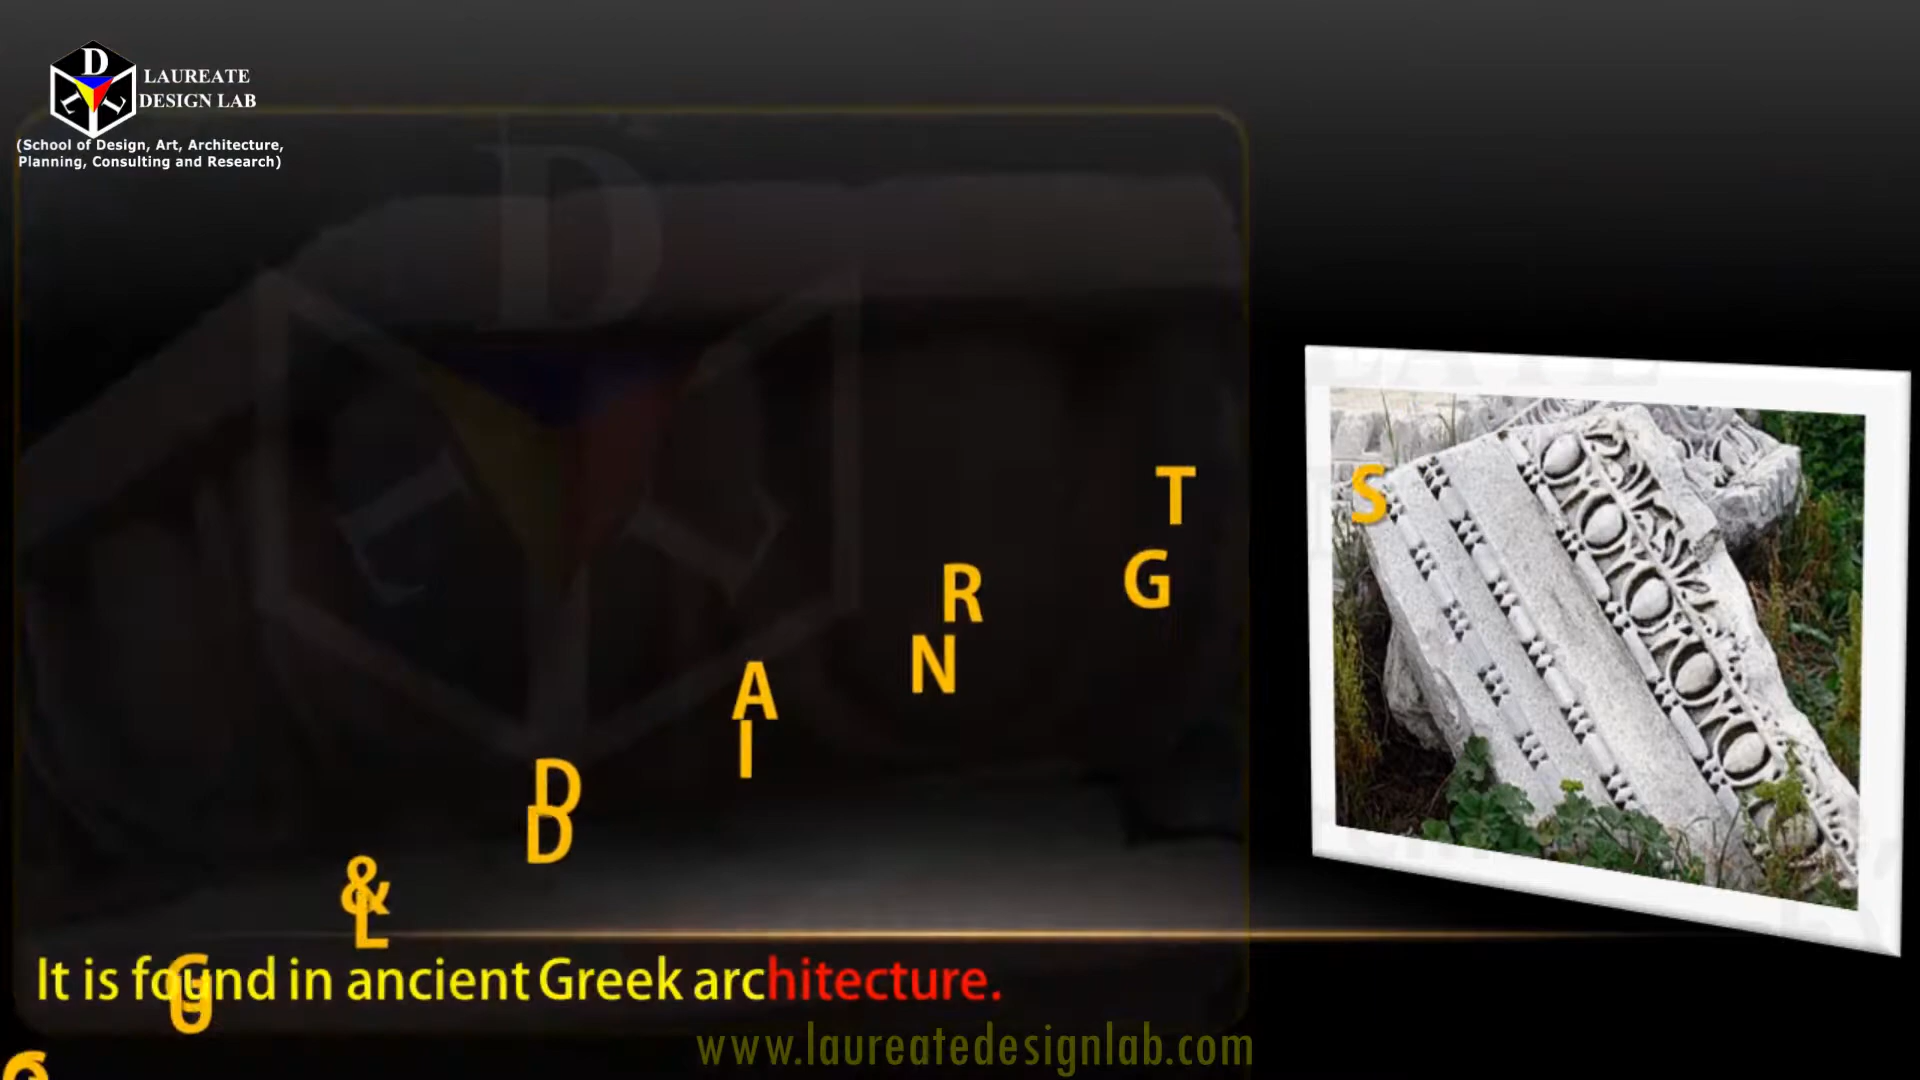 D
LAUREATE
DESIGN LAB
(School of Design, Art, Architecture,
Planning, Consulting and Research)
T S
R G
N
A
I
D
D
&
L
It is found in ancient Greek architecture.
www.laureatedesignlab.com